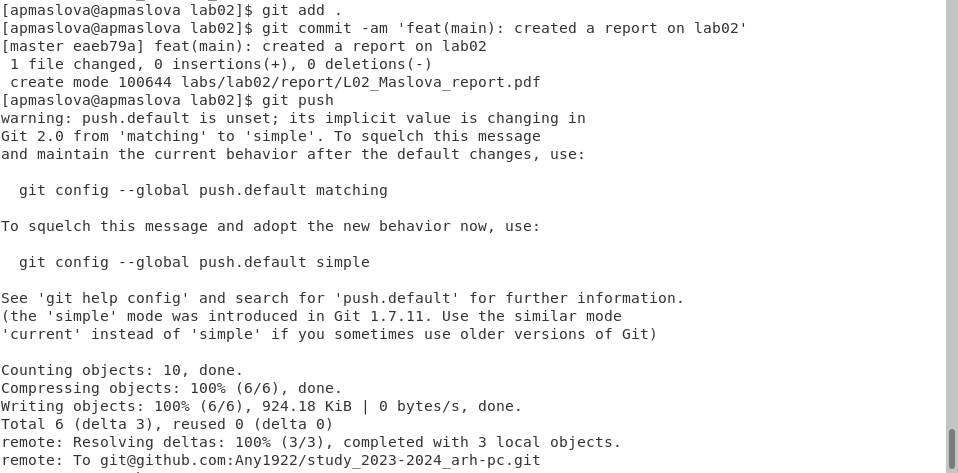 [apmaslova@apmaslova lab02]$ git add .
[apmaslova@apmaslova lab02]$ git commit -am 'feat(main): created a report on lab02'
[master eaeb79a] feat(main): created a report on lab02
 1 file changed, 0 insertions(+), 0 deletions(-)
 create mode 100644 labs/lab02/report/L02_Maslova_report.pdf
[apmaslova@apmaslova lab02]$ git push
warning: push.default is unset; its implicit value is changing in
Git 2.0 from 'matching' to 'simple'. To squelch this message
and maintain the current behavior after the default changes, use:

  git config --global push.default matching

To squelch this message and adopt the new behavior now, use:

  git config --global push.default simple

See 'git help config' and search for 'push.default' for further information.
(the 'simple' mode was introduced in Git 1.7.11. Use the similar mode
'current' instead of 'simple' if you sometimes use older versions of Git)

Counting objects: 10, done.
Compressing objects: 100% (6/6), done.
Writing objects: 100% (6/6), 924.18 KiB | 0 bytes/s, done.
Total 6 (delta 3), reused 0 (delta 0)
remote: Resolving deltas: 100% (3/3), completed with 3 local objects.
remote: To git@github.com:Any1922/study_2023-2024_arh-pc.git